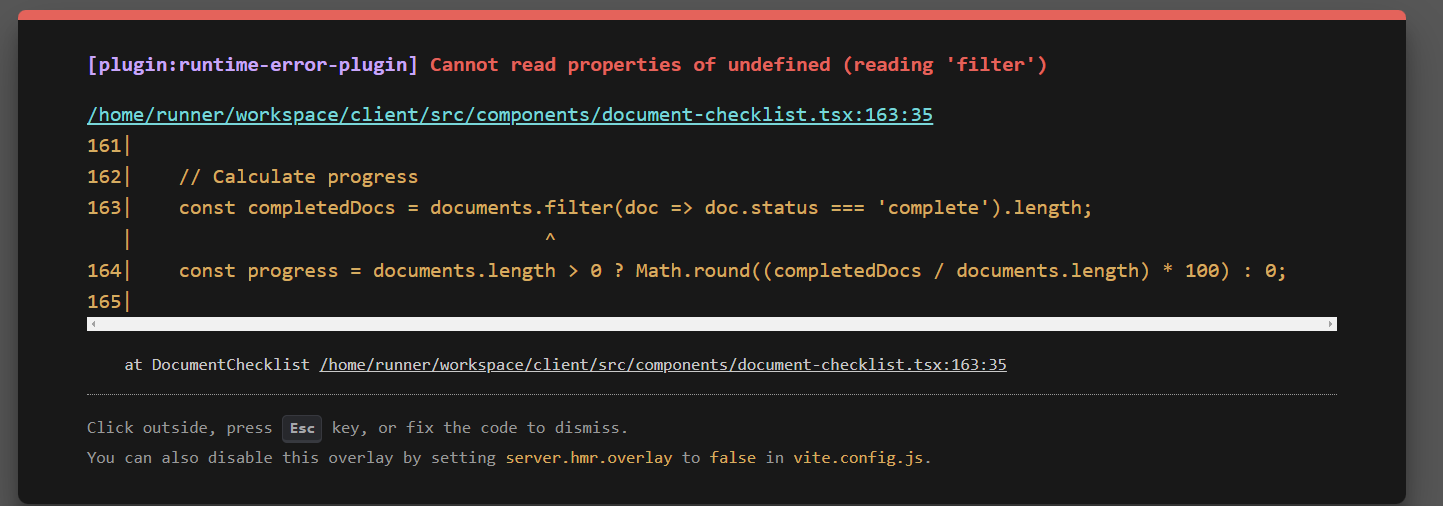 [plugin:runtime-error-plugin] Cannot read properties of undefined (reading 'filter')
/home/runner/workspace/client/src/components/document-checklist.tsx:163:35
161|
162|    // Calculate progress
163|    const completedDocs = documents.filter(doc => doc.status === 'complete').length;
   |                                    ^
164|    const progress = documents.length > 0 ? Math.round((completedDocs / documents.length) * 100) : 0;
165|
at DocumentChecklist /home/runner/workspace/client/src/components/document-checklist.tsx:163:35
Click outside, press Esc key, or fix the code to dismiss.
You can also disable this overlay by setting server.hmr.overlay to false in vite.config.js.